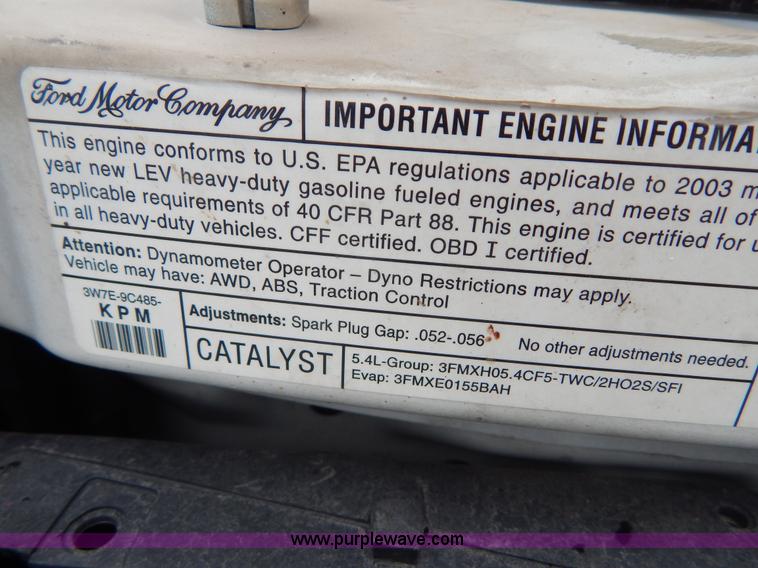 Ford Motor Company
IMPORTANT ENGINE
This engine conforms to U.S. EPA regulations applicable to 2003
year new LEV heavy-duty gasoline fueled engines, and meets all of
applicable requirements of 40 CFR Part 88. This engine is certified for
in all heavy-duty vehicles. CFF certified. OBD I certified.
Attention: Dynamometer Operator – Dyno Restrictions may apply.
Vehicle may have: AWD, ABS, Traction Control
3W7E-9C485-
KPM
Adjustments: Spark Plug Gap: .052-.056 No other adjustments needed.
CATALYST
5.4L-Group: 3FMXH05.4CF5-TWC/2HO2S/SFI
Evap: 3FMXE0155BAH
www.purplewave.com